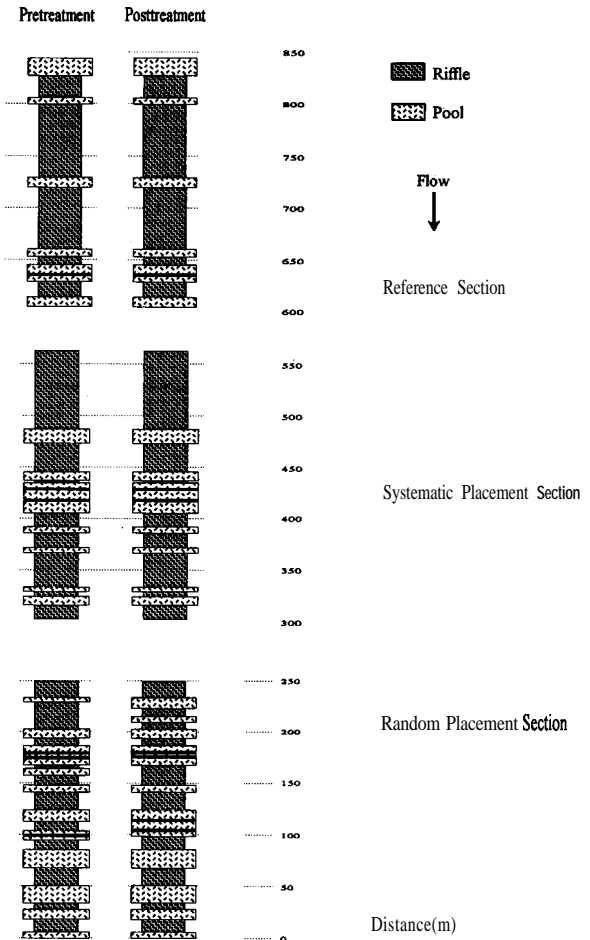 Pretreatment Posttreatment
850
Riffle
800
Pool
750
Flow
700
650
Reference Section
600
550
500
450
Systematic Placement Section
400
350
300
250
Random Placement Section
200
150
100
50
Distance(m)
0